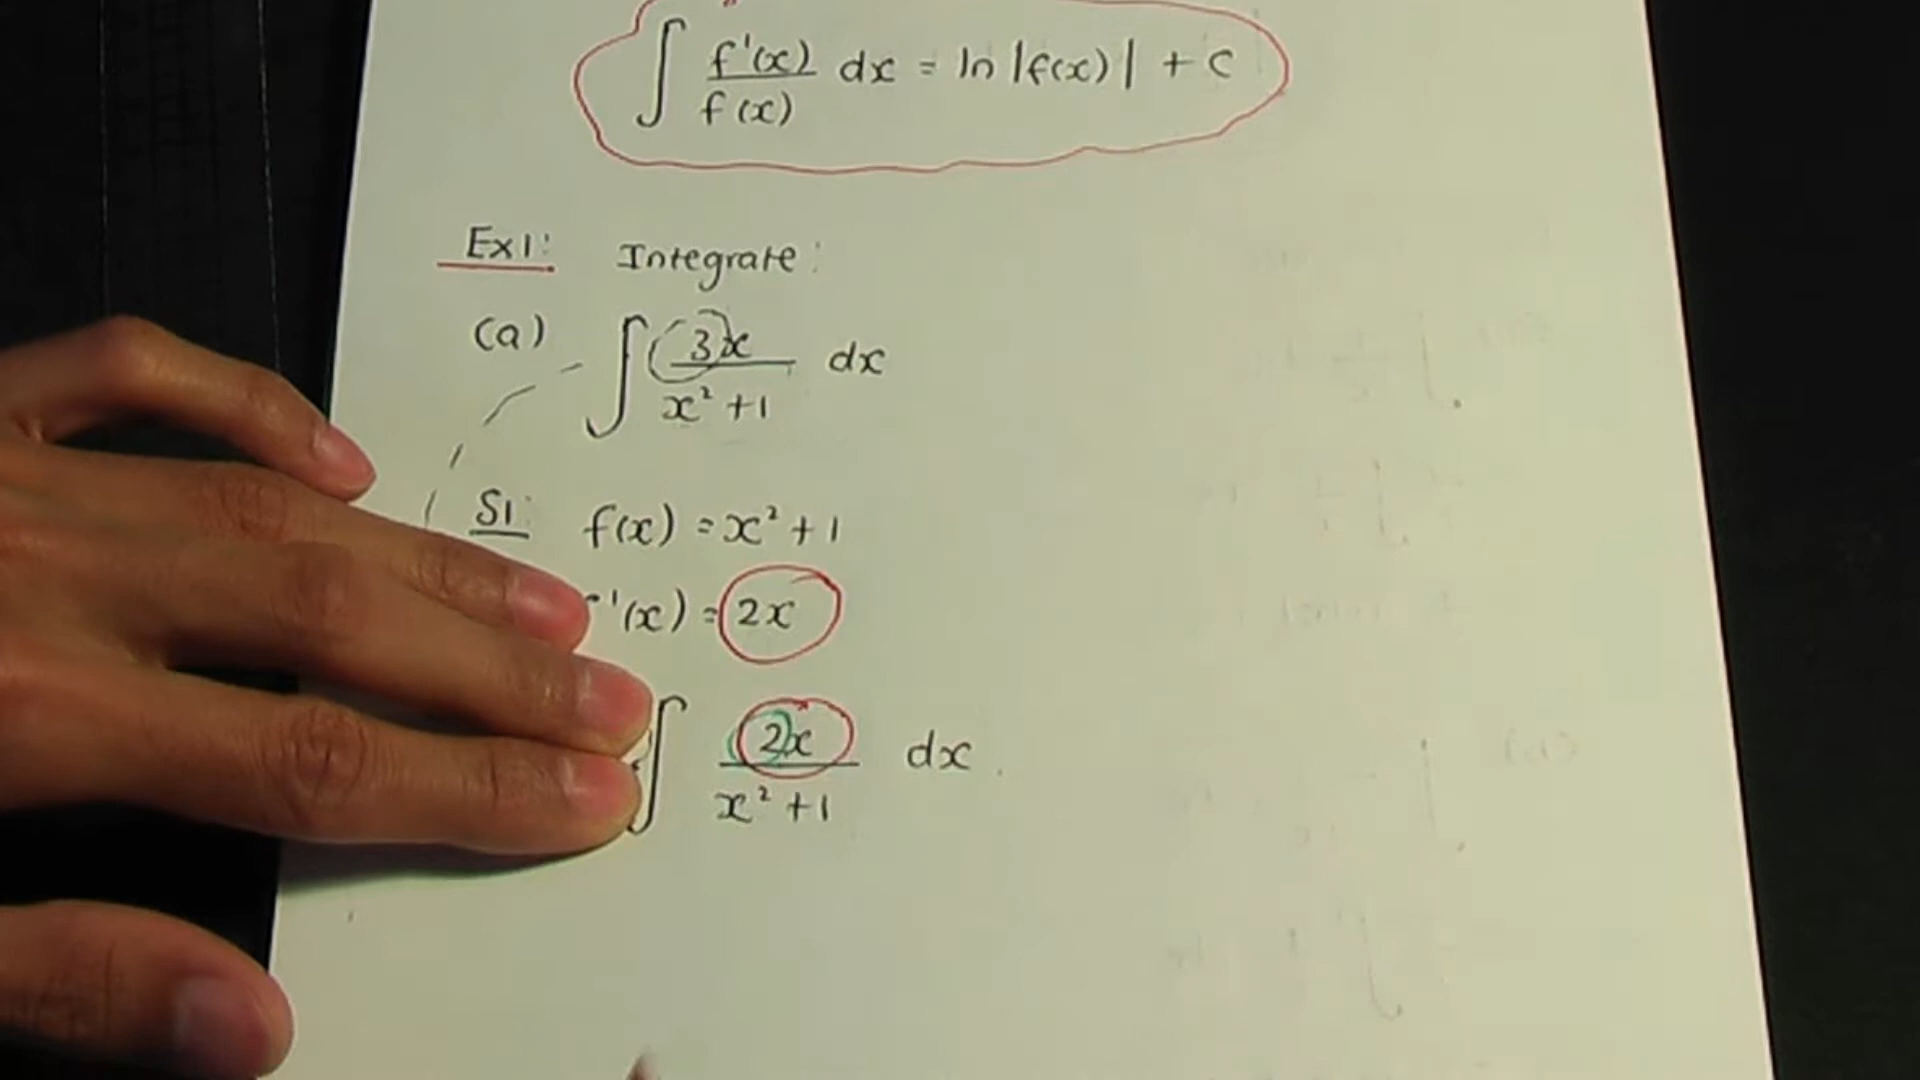 ∫ f'(x)/f(x) dx = ln |f(x)| + c
Ex1: Integrate:
(a) ∫ 3x/x² +1 dx
S1: f(x) = x² + 1
'(x) = 2x
∫ 2x/x² +1 dx